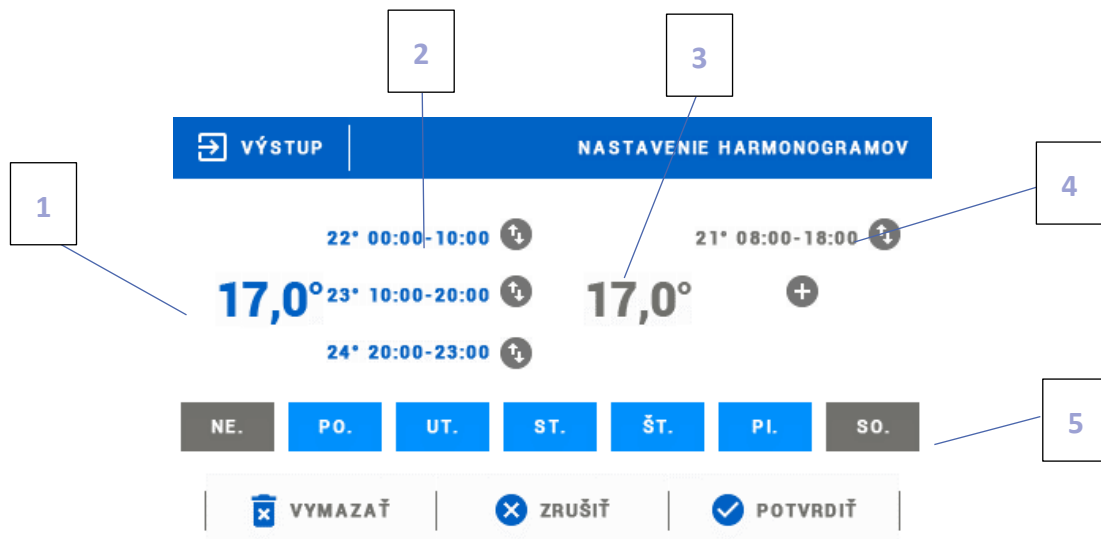 2
3
VÝSTUP
NASTAVENIE HARMONOGRAMOV
1
4
22° 00:00-10:00
21° 08:00-18:00
17,0° 23° 10:00-20:00
17,0°
24° 20:00-23:00
NE. PO. UT. ST. ŠT. PI. SO.
5
VYMAZAŤ ZRUŠIŤ POTVRDIŤ